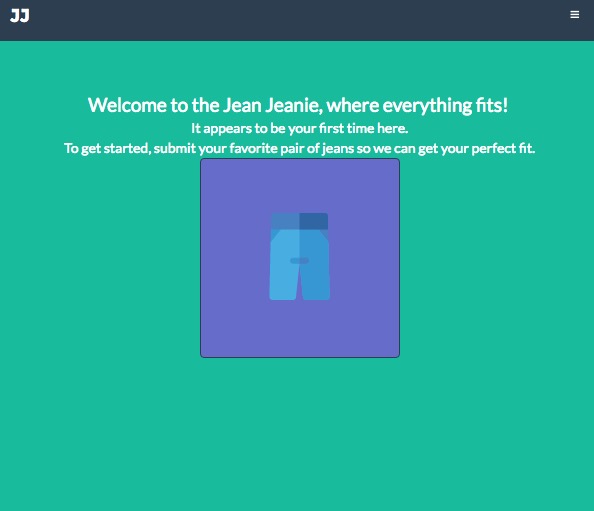 JJ
Welcome to the Jean Jeanie, where everything fits!
It appears to be your first time here.
To get started, submit your favorite pair of jeans so we can get your perfect fit.